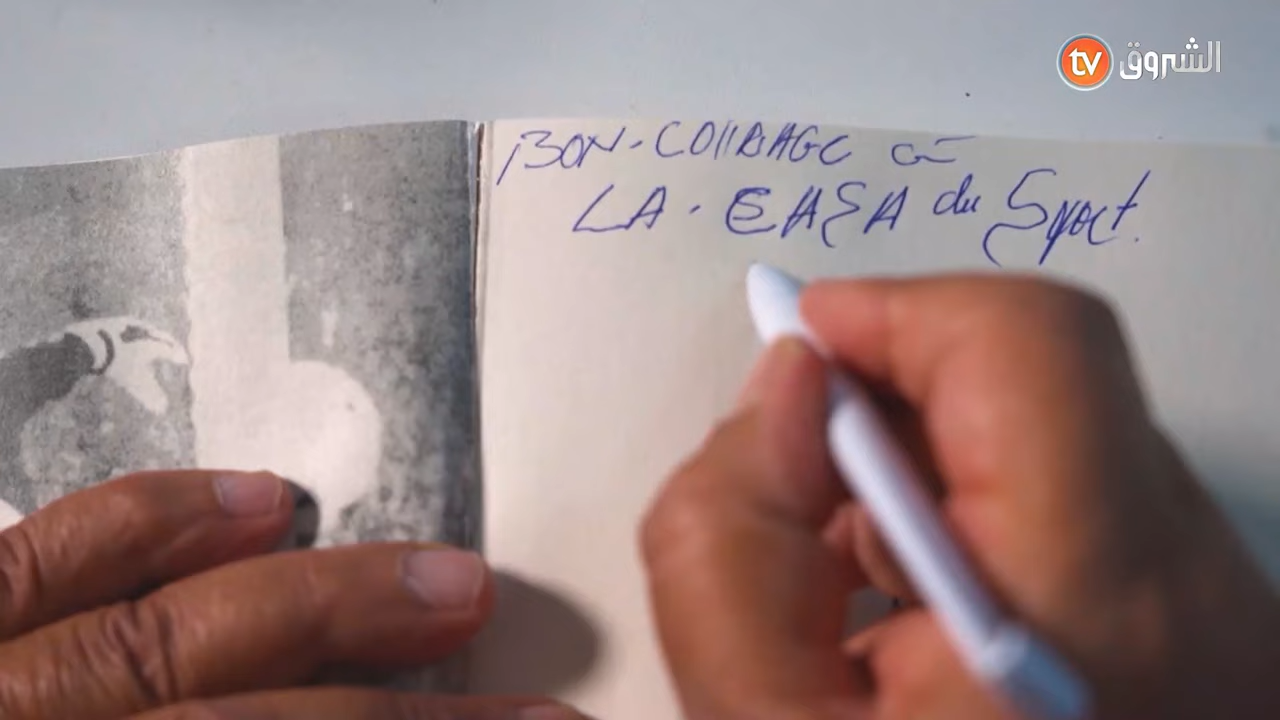 tv الشروق
BON-COURAGE à
LA-CASA du Sport.